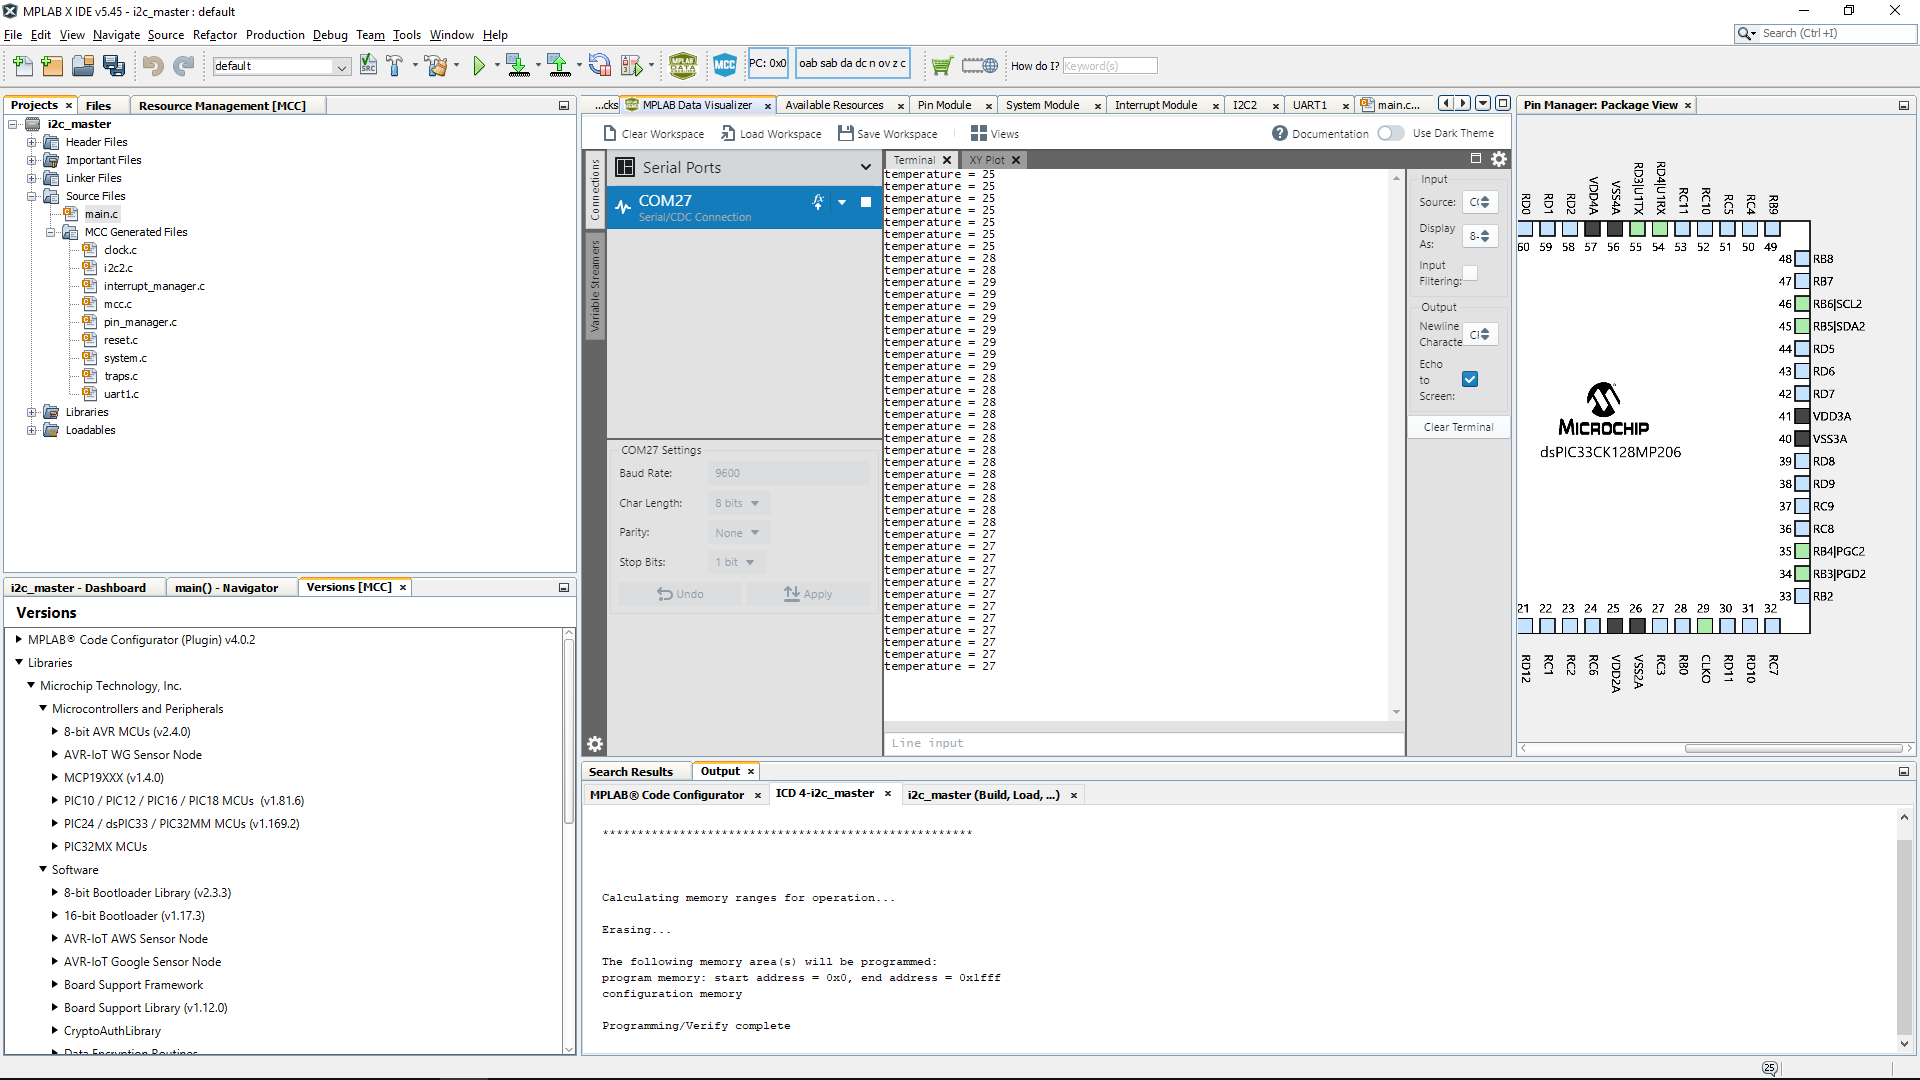 MPLAB X IDE v5.45 - i2c_master : default
File Edit View Navigate Source Refactor Production Debug Team Tools Window Help
Search (Ctrl+I)
default
PC: 0x0
oab sab da dc n ov z c
How do I?
Keyword(s)
Projects
Files
Resource Management [MCC]
i2c_master
Header Files
Important Files
Linker Files
Source Files
main.c
MCC Generated Files
clock.c
i2c2.c
interrupt_manager.c
mcc.c
pin_manager.c
reset.c
system.c
traps.c
uart1.c
Libraries
Loadables
i2c_master - Dashboard
main() - Navigator
Versions [MCC]
Versions
MPLAB® Code Configurator (Plugin) v4.0.2
Libraries
Microchip Technology, Inc.
Microcontrollers and Peripherals
8-bit AVR MCUs (v2.4.0)
AVR-IoT WG Sensor Node
MCP19XXX (v1.4.0)
PIC10 / PIC12 / PIC16 / PIC18 MCUs (v1.81.6)
PIC24 / dsPIC33 / PIC32MM MCUs (v1.169.2)
PIC32MX MCUs
Software
8-bit Bootloader Library (v2.3.3)
16-bit Bootloader (v1.17.3)
AVR-IoT AWS Sensor Node
AVR-IoT Google Sensor Node
Board Support Framework
Board Support Library (v1.12.0)
CryptoAuthLibrary
Data Encryption Routines
...cks
MPLAB Data Visualizer
Available Resources
Pin Module
System Module
Interrupt Module
I2C2
UART1
main.c...
Clear Workspace
Load Workspace
Save Workspace
Views
Documentation
Use Dark Theme
Connections
Variable Streamers
Serial Ports
COM27
Serial/CDC Connection
COM27 Settings
Baud Rate: 9600
Char Length: 8 bits
Parity: None
Stop Bits: 1 bit
Undo
Apply
Terminal
XY Plot
temperature = 25
temperature = 25
temperature = 25
temperature = 25
temperature = 25
temperature = 25
temperature = 25
temperature = 28
temperature = 28
temperature = 29
temperature = 29
temperature = 29
temperature = 29
temperature = 29
temperature = 29
temperature = 29
temperature = 29
temperature = 28
temperature = 28
temperature = 28
temperature = 28
temperature = 28
temperature = 28
temperature = 28
temperature = 28
temperature = 28
temperature = 28
temperature = 28
temperature = 28
temperature = 28
temperature = 27
temperature = 27
temperature = 27
temperature = 27
temperature = 27
temperature = 27
temperature = 27
temperature = 27
temperature = 27
temperature = 27
temperature = 27
temperature = 27
Line input
Input
Source:
Display
As:
8-
Input
Filtering:
Output
Newline
Characte
Echo
to
Screen:
Clear Terminal
Pin Manager: Package View
RD0 RD1 RD2 VDD4A VSS4A RD3|U1TX RD4|U1RX RC11 RC10 RC5 RC4 RB9
60 59 58 57 56 55 54 53 52 51 50 49
48 RB8
47 RB7
46 RB6|SCL2
45 RB5|SDA2
44 RD5
43 RD6
42 RD7
41 VDD3A
40 VSS3A
39 RD8
38 RD9
37 RC9
36 RC8
35 RB4|PGC2
34 RB3|PGD2
33 RB2
MICROCHIP
dsPIC33CK128MP206
21 22 23 24 25 26 27 28 29 30 31 32
RD12 RC1 RC2 RC6 VDD2A VSS2A RC3 RB0 CLKO RD11 RD10 RC7
Search Results
Output
MPLAB® Code Configurator
ICD 4-i2c_master
i2c_master (Build, Load, ...)
*****************************************************
Calculating memory ranges for operation...
Erasing...
The following memory area(s) will be programmed:
program memory: start address = 0x0, end address = 0x1fff
configuration memory
Programming/Verify complete
25